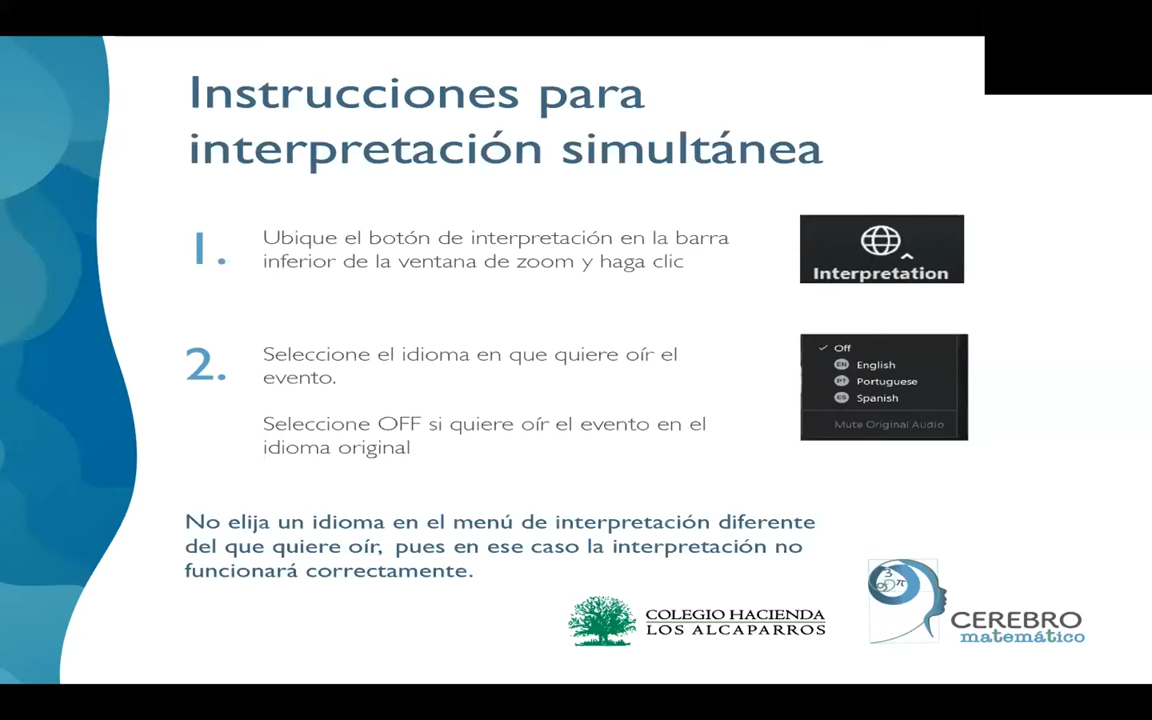 Instrucciones para
interpretación simultánea
1.
Ubique el botón de interpretación en la barra
inferior de la ventana de zoom y haga clic
Interpretation
2.
Seleccione el idioma en que quiere oír el
evento.
Seleccione OFF si quiere oír el evento en el
idioma original
Off
EN English
PT Portuguese
ES Spanish
Mute Original Audio
No elija un idioma en el menú de interpretación diferente
del que quiere oír, pues en ese caso la interpretación no
funcionará correctamente.
COLEGIO HACIENDA
LOS ALCAPARROS
3
π
CEREBRO
matemático